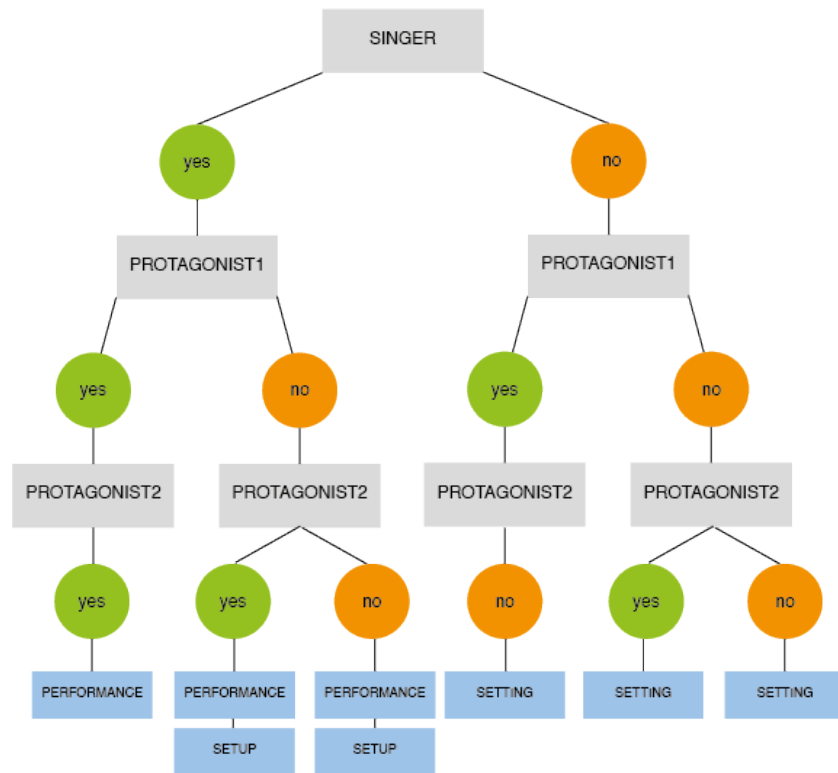 SINGER
yes
no
PROTAGONIST1
PROTAGONIST1
yes
no
yes
no
PROTAGONIST2
PROTAGONIST2
PROTAGONIST2
PROTAGONIST2
yes
yes
no
no
yes
no
PERFORMANCE
PERFORMANCE
PERFORMANCE
SETTING
SETTING
SETTING
SETUP
SETUP